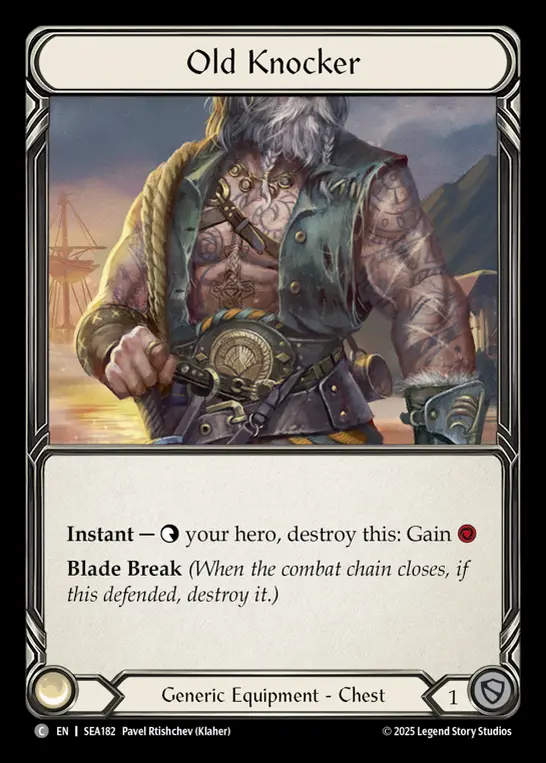 Old Knocker
Instant — your hero, destroy this: Gain
Blade Break (When the combat chain closes, if
this defended, destroy it.)
Generic Equipment - Chest
1
C EN | SEA182 Pavel Rtishchev (Klaher)
© 2025 Legend Story Studios